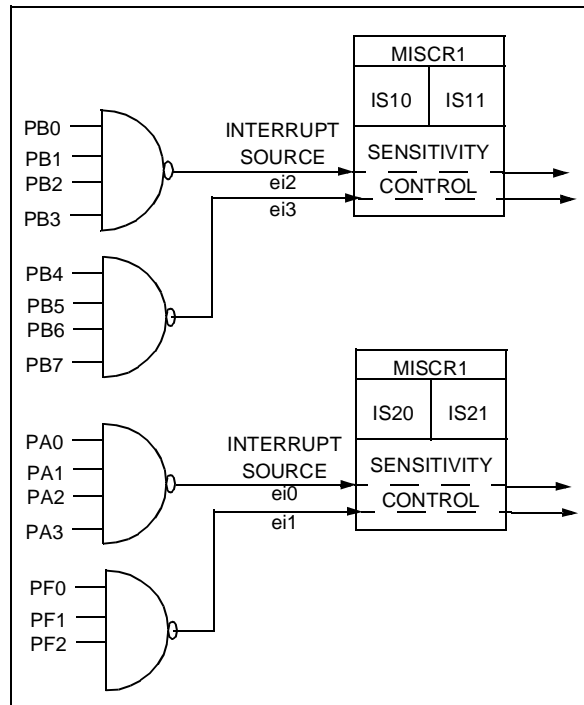 MISCR1
IS10 IS11
PB0
PB1
PB2
PB3
INTERRUPT
SOURCE
ei2
ei3
SENSITIVITY
CONTROL
PB4
PB5
PB6
PB7
MISCR1
IS20 IS21
PA0
PA1
PA2
PA3
INTERRUPT
SOURCE
ei0
ei1
SENSITIVITY
CONTROL
PF0
PF1
PF2